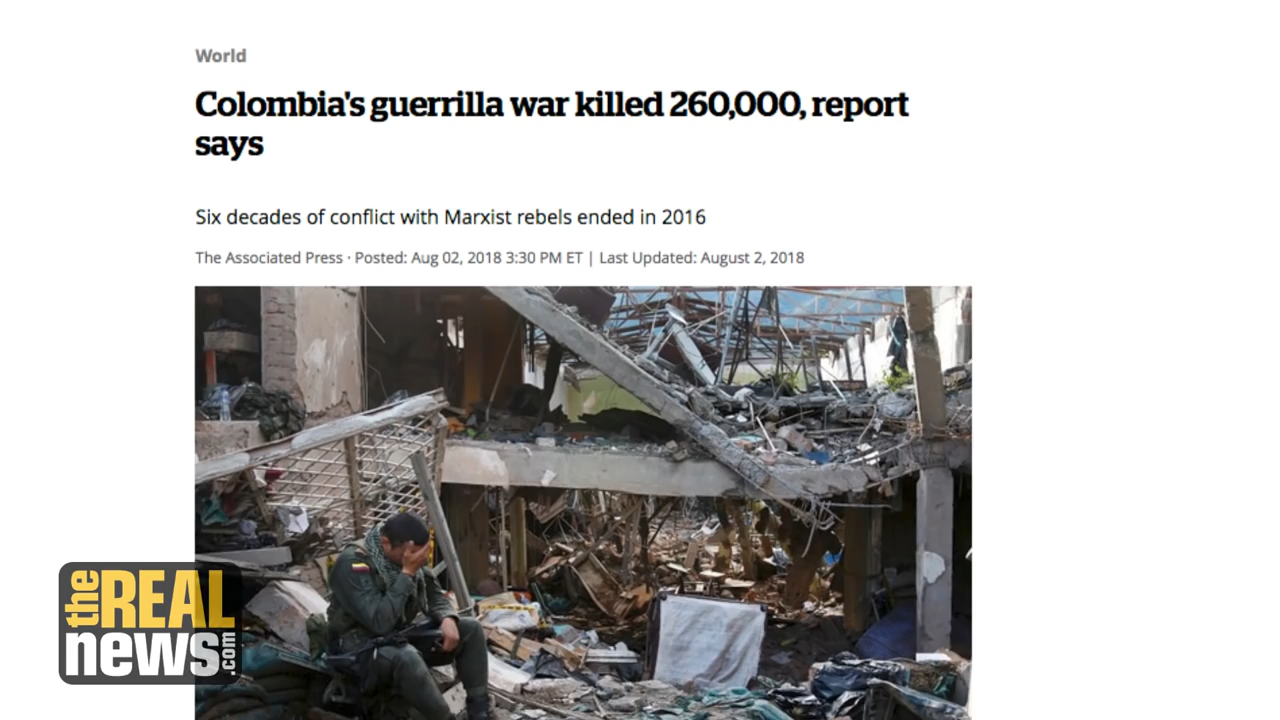 World
Colombia's guerrilla war killed 260,000, report
says
Six decades of conflict with Marxist rebels ended in 2016
The Associated Press · Posted: Aug 02, 2018 3:30 PM ET | Last Updated: August 2, 2018
the REAL
news.com